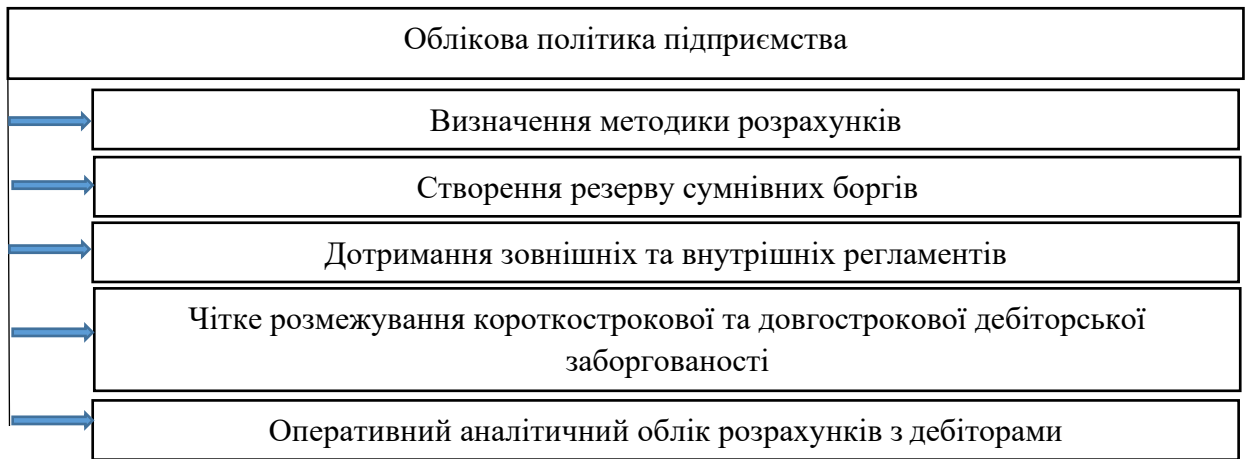 Облікова політика підприємства
Визначення методики розрахунків
Створення резерву сумнівних боргів
Дотримання зовнішніх та внутрішніх регламентів
Чітке розмежування короткострокової та довгострокової дебіторської
заборгованості
Оперативний аналітичний облік розрахунків з дебіторами